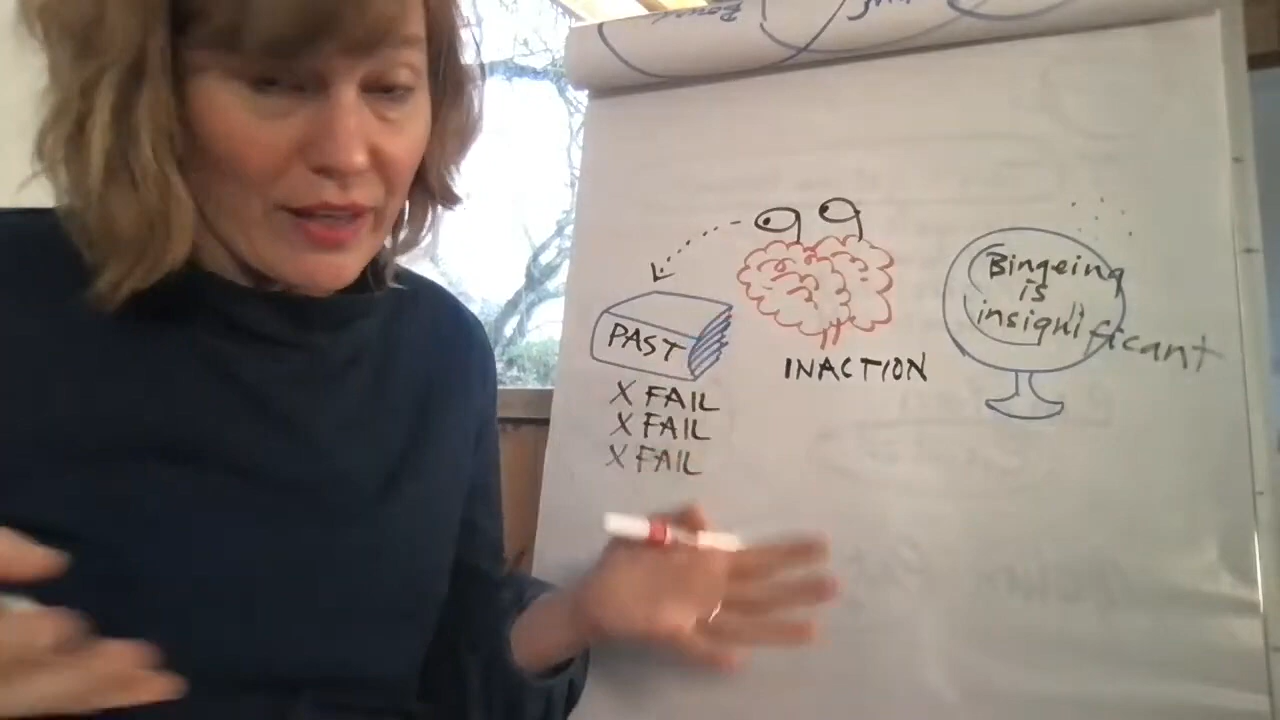 PAST
X FAIL
X FAIL
X FAIL
INACTION
Bingeing
is
insignificant